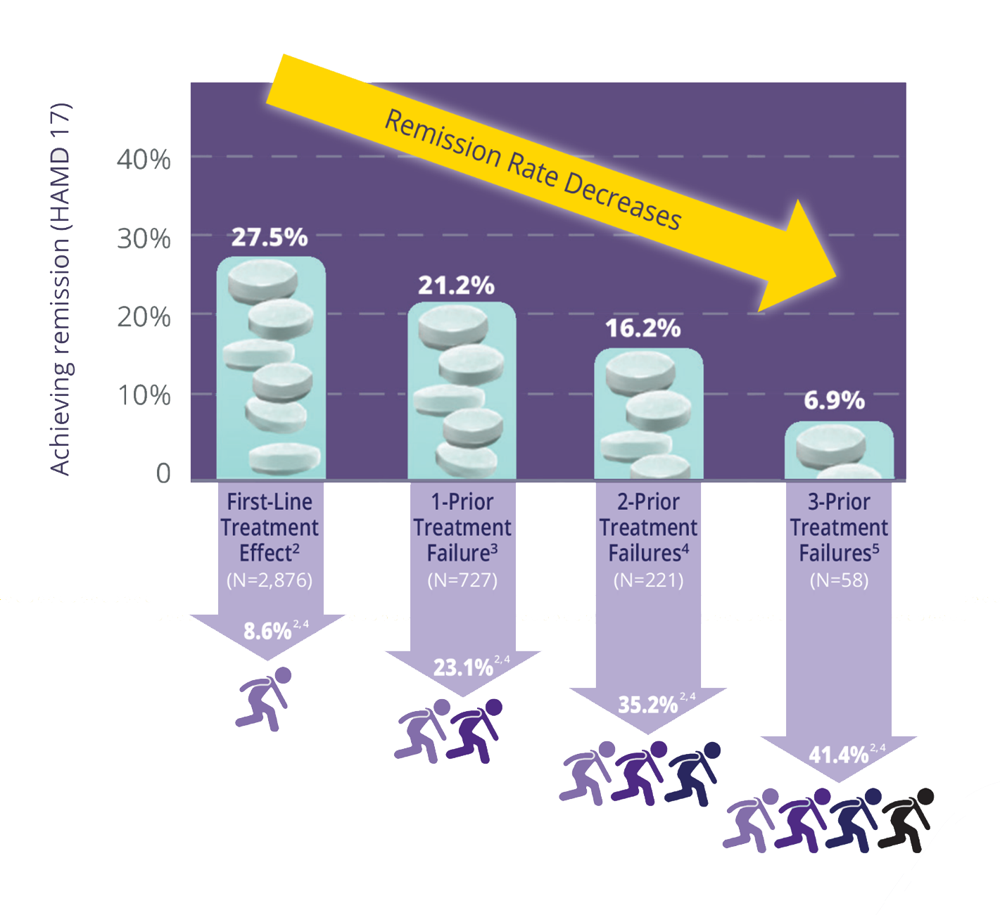 Remission Rate Decreases
Achieving remission (HAMD 17)
40%
30%
20%
10%
0
27.5%
21.2%
16.2%
6.9%
First-Line
Treatment
Effect²
(N=2,876)
8.6%²,⁴
1-Prior
Treatment
Failure³
(N=727)
23.1%²,⁴
2-Prior
Treatment
Failures⁴
(N=221)
35.2%²,⁴
3-Prior
Treatment
Failures⁵
(N=58)
41.4%²,⁴